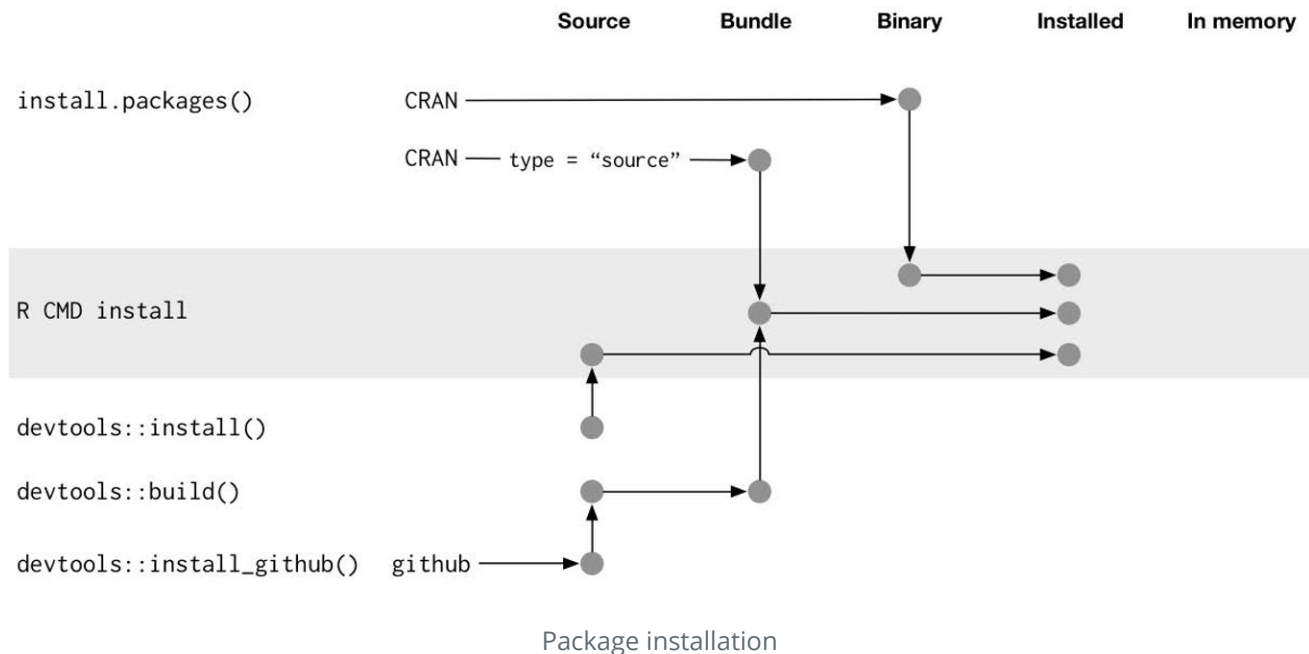 Source Bundle Binary Installed In memory
install.packages() CRAN
CRAN type = “source”
R CMD install
devtools::install()
devtools::build()
devtools::install_github() github
Package installation